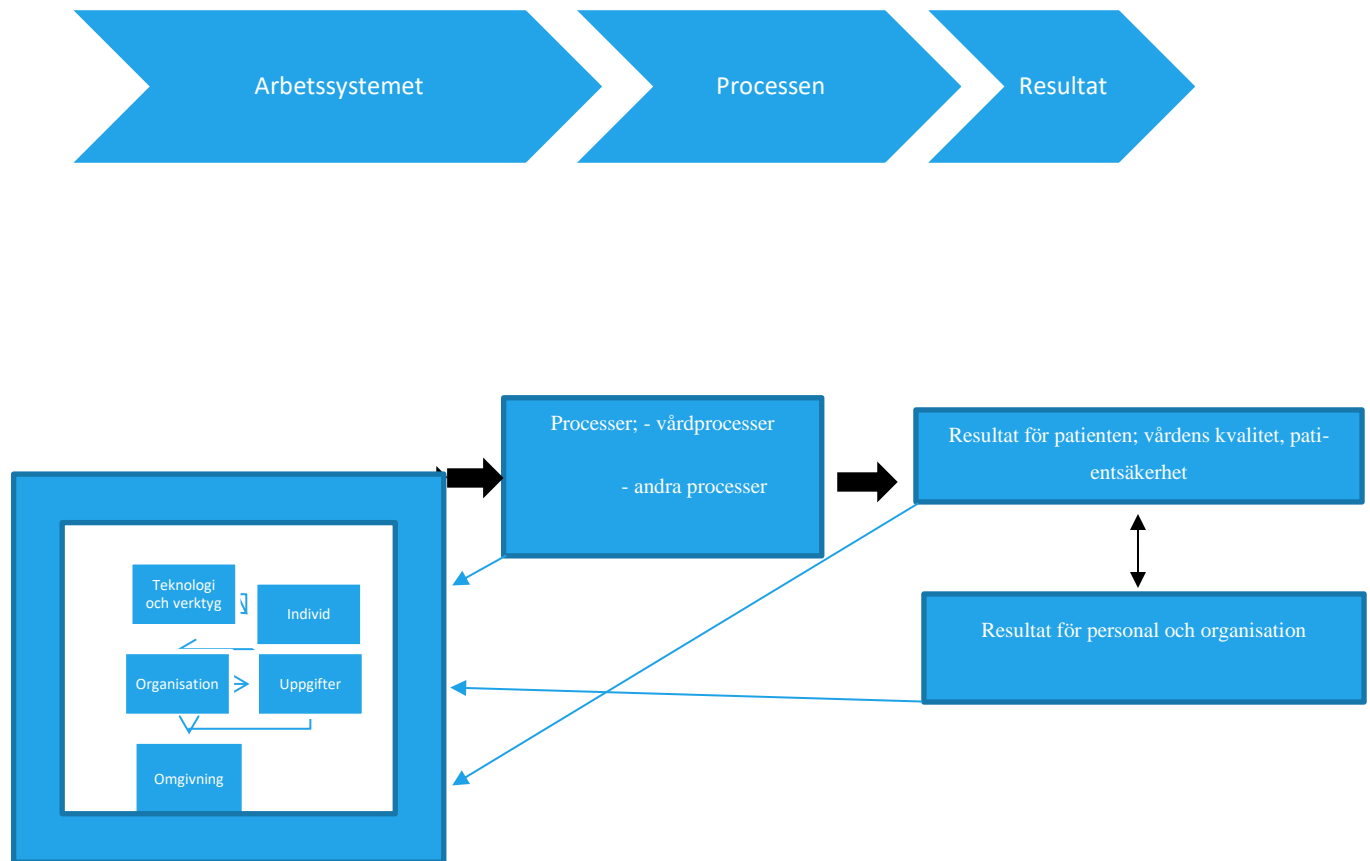 Arbetssystemet
Processen
Resultat
Processer; - vårdprocesser
- andra processer
Resultat för patienten; vårdens kvalitet, pati-
entsäkerhet
Teknologi
och verktyg
Individ
Organisation
Uppgifter
Omgivning
Resultat för personal och organisation